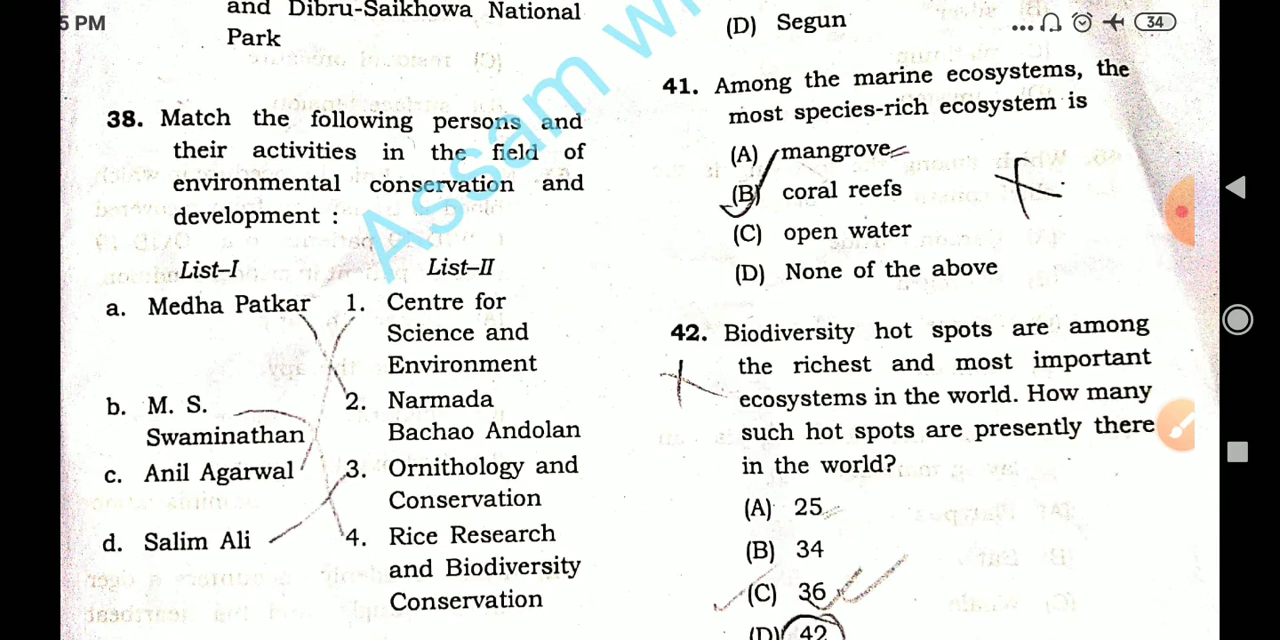 5 PM
34
and Dibru-Saikhowa National
Park
38. Match the following persons and
their activities in the field of
environmental conservation and
development :
List–I List–II
a. Medha Patkar 1. Centre for
Science and
Environment
b. M. S. 2. Narmada
Swaminathan Bachao Andolan
c. Anil Agarwal 3. Ornithology and
Conservation
d. Salim Ali 4. Rice Research
and Biodiversity
Conservation
(D) Segun
41. Among the marine ecosystems, the
most species-rich ecosystem is
(A) mangrove
(B) coral reefs
(C) open water
(D) None of the above
42. Biodiversity hot spots are among
the richest and most important
ecosystems in the world. How many
such hot spots are presently there
in the world?
(A) 25
(B) 34
(C) 36
(D) 42
Assam